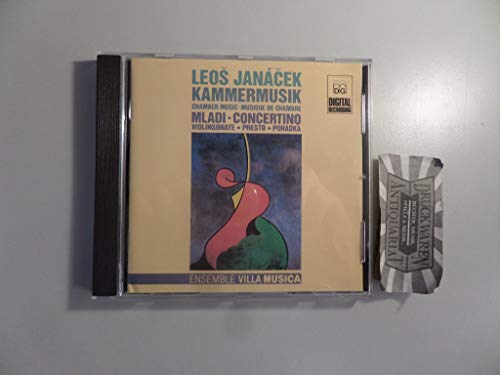 LEOŠ JANÁČEK
KAMMERMUSIK
CHAMBER MUSIC · MUSIQUE DE CHAMBRE
MLADI · CONCERTINO
VIOLINSONATE · PRESTO · POHADKA
ENSEMBLE VILLA MUSICA
DIGITAL
RECORDING
DRUCKWAREN
ANTIQUARIAT